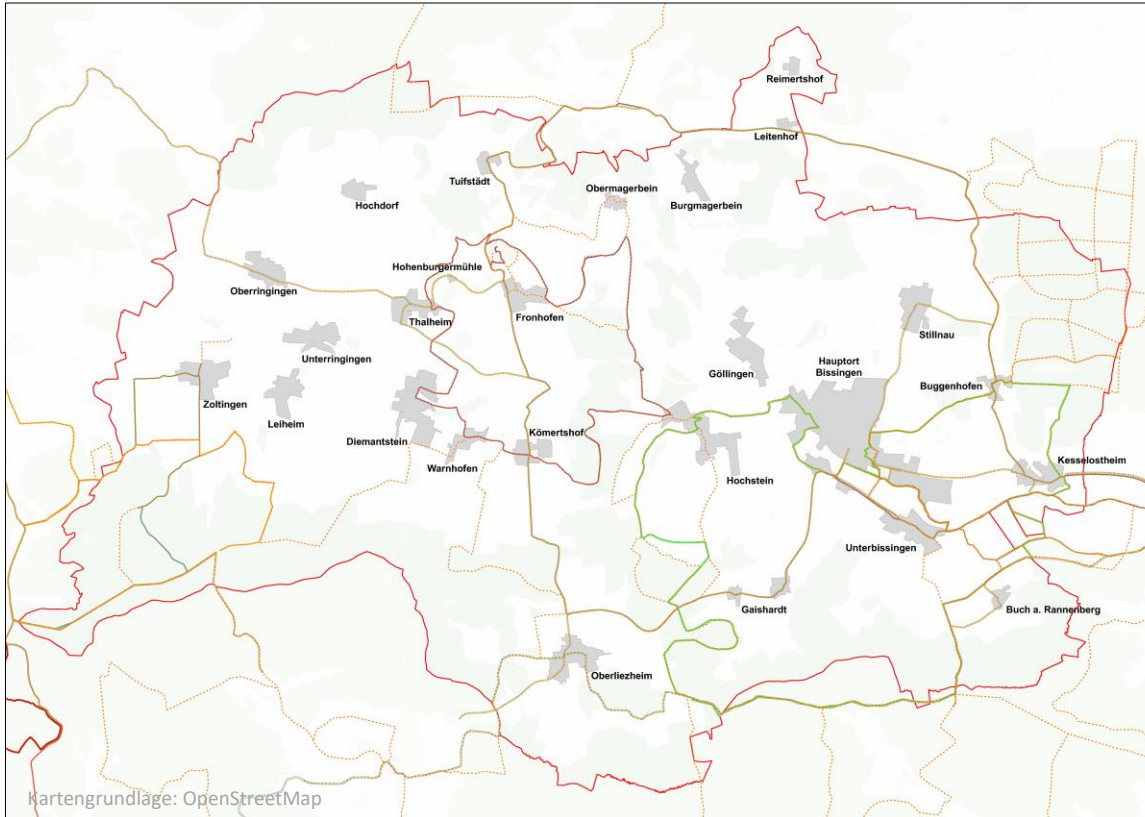 Reimertshof
Leitenhof
Tuifstädt
Obermagerbein
Hochdorf
Burgmagerbein
Hohenburgermühle
Oberringingen
Fronhofen
Thalheim
Stillnau
Unterringingen
Hauptort
Bissingen
Göllingen
Buggenhofen
Zoltingen
Leiheim
Diemantstein
Kömertshof
Warnhofen
Hochstein
Kesselostheim
Unterbissingen
Gaishardt
Buch a. Rannenberg
Oberliezheim
Kartengrundlage: OpenStreetMap